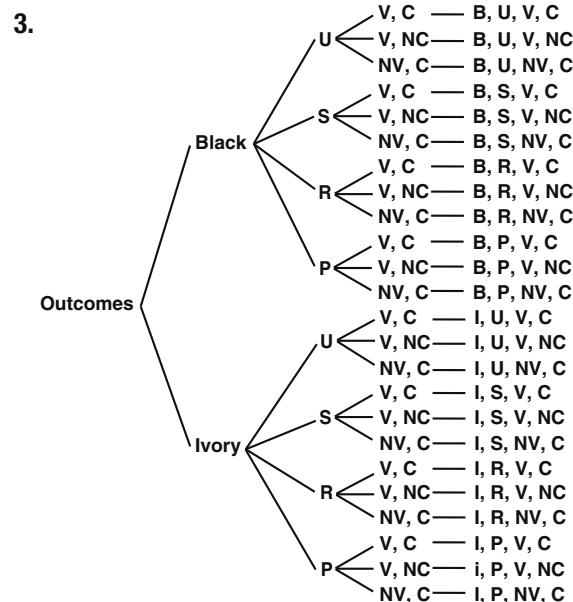 3.
V, C — B, U, V, C
U V, NC — B, U, V, NC
NV, C — B, U, NV, C
V, C — B, S, V, C
S V, NC — B, S, V, NC
Black NV, C — B, S, NV, C
V, C — B, R, V, C
R V, NC — B, R, V, NC
NV, C — B, R, NV, C
V, C — B, P, V, C
P V, NC — B, P, V, NC
NV, C — B, P, NV, C
Outcomes
V, C — I, U, V, C
U V, NC — I, U, V, NC
NV, C — I, U, NV, C
V, C — I, S, V, C
S V, NC — I, S, V, NC
Ivory NV, C — I, S, NV, C
V, C — I, R, V, C
R V, NC — I, R, V, NC
NV, C — I, R, NV, C
V, C — I, P, V, C
P V, NC — i, P, V, NC
NV, C — I, P, NV, C